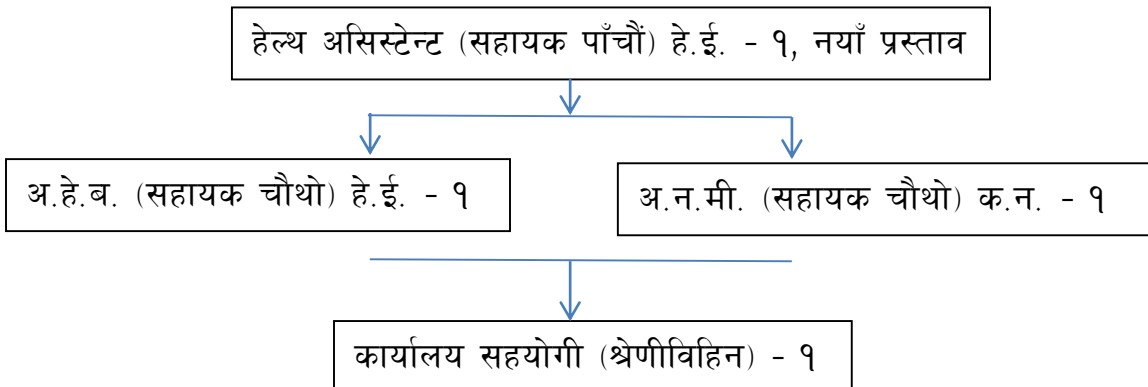 हेल्थ असिस्टेन्ट (सहायक पाँचौं) हे.ई. - १, नयाँ प्रस्ताव
अ.हे.ब. (सहायक चौथो) हे.ई. - १
अ.न.मी. (सहायक चौथो) क.न. - १
कार्यालय सहयोगी (श्रेणीविहिन) - १